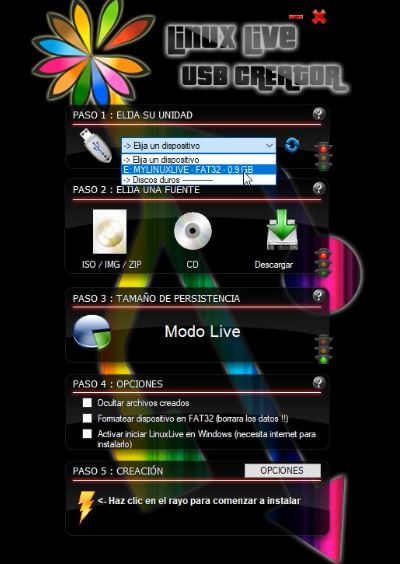 Linux Live
USB Creator
PASO 1 : ELIJA SU UNIDAD
-> Elija un dispositivo
-> Elija un dispositivo
E: MYLINUXLIVE - FAT32 - 0.9 GB
-> Discos duros -------------
PASO 2 : ELIJA UNA FUENTE
ISO / IMG / ZIP
CD
Descargar
PASO 3 : TAMAÑO DE PERSISTENCIA
Modo Live
PASO 4 : OPCIONES
Ocultar archivos creados
Formatear dispositivo en FAT32 (borrara los datos !!)
Activar iniciar LinuxLive en Windows (necesita internet para
instalarlo)
PASO 5 : CREACIÓN
OPCIONES
<- Haz clic en el rayo para comenzar a instalar